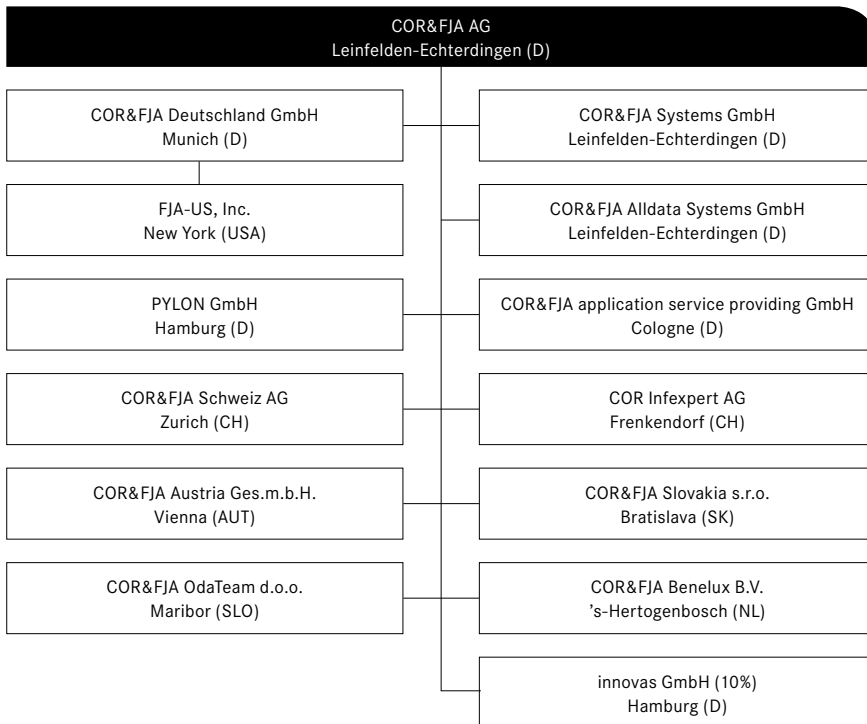 COR&FJA AG
Leinfelden-Echterdingen (D)
COR&FJA Deutschland GmbH
Munich (D)
COR&FJA Systems GmbH
Leinfelden-Echterdingen (D)
FJA-US, Inc.
New York (USA)
COR&FJA Alldata Systems GmbH
Leinfelden-Echterdingen (D)
PYLON GmbH
Hamburg (D)
COR&FJA application service providing GmbH
Cologne (D)
COR&FJA Schweiz AG
Zurich (CH)
COR Infexpert AG
Frenkendorf (CH)
COR&FJA Austria Ges.m.b.H.
Vienna (AUT)
COR&FJA Slovakia s.r.o.
Bratislava (SK)
COR&FJA OdaTeam d.o.o.
Maribor (SLO)
COR&FJA Benelux B.V.
’s-Hertogenbosch (NL)
innovas GmbH (10%)
Hamburg (D)